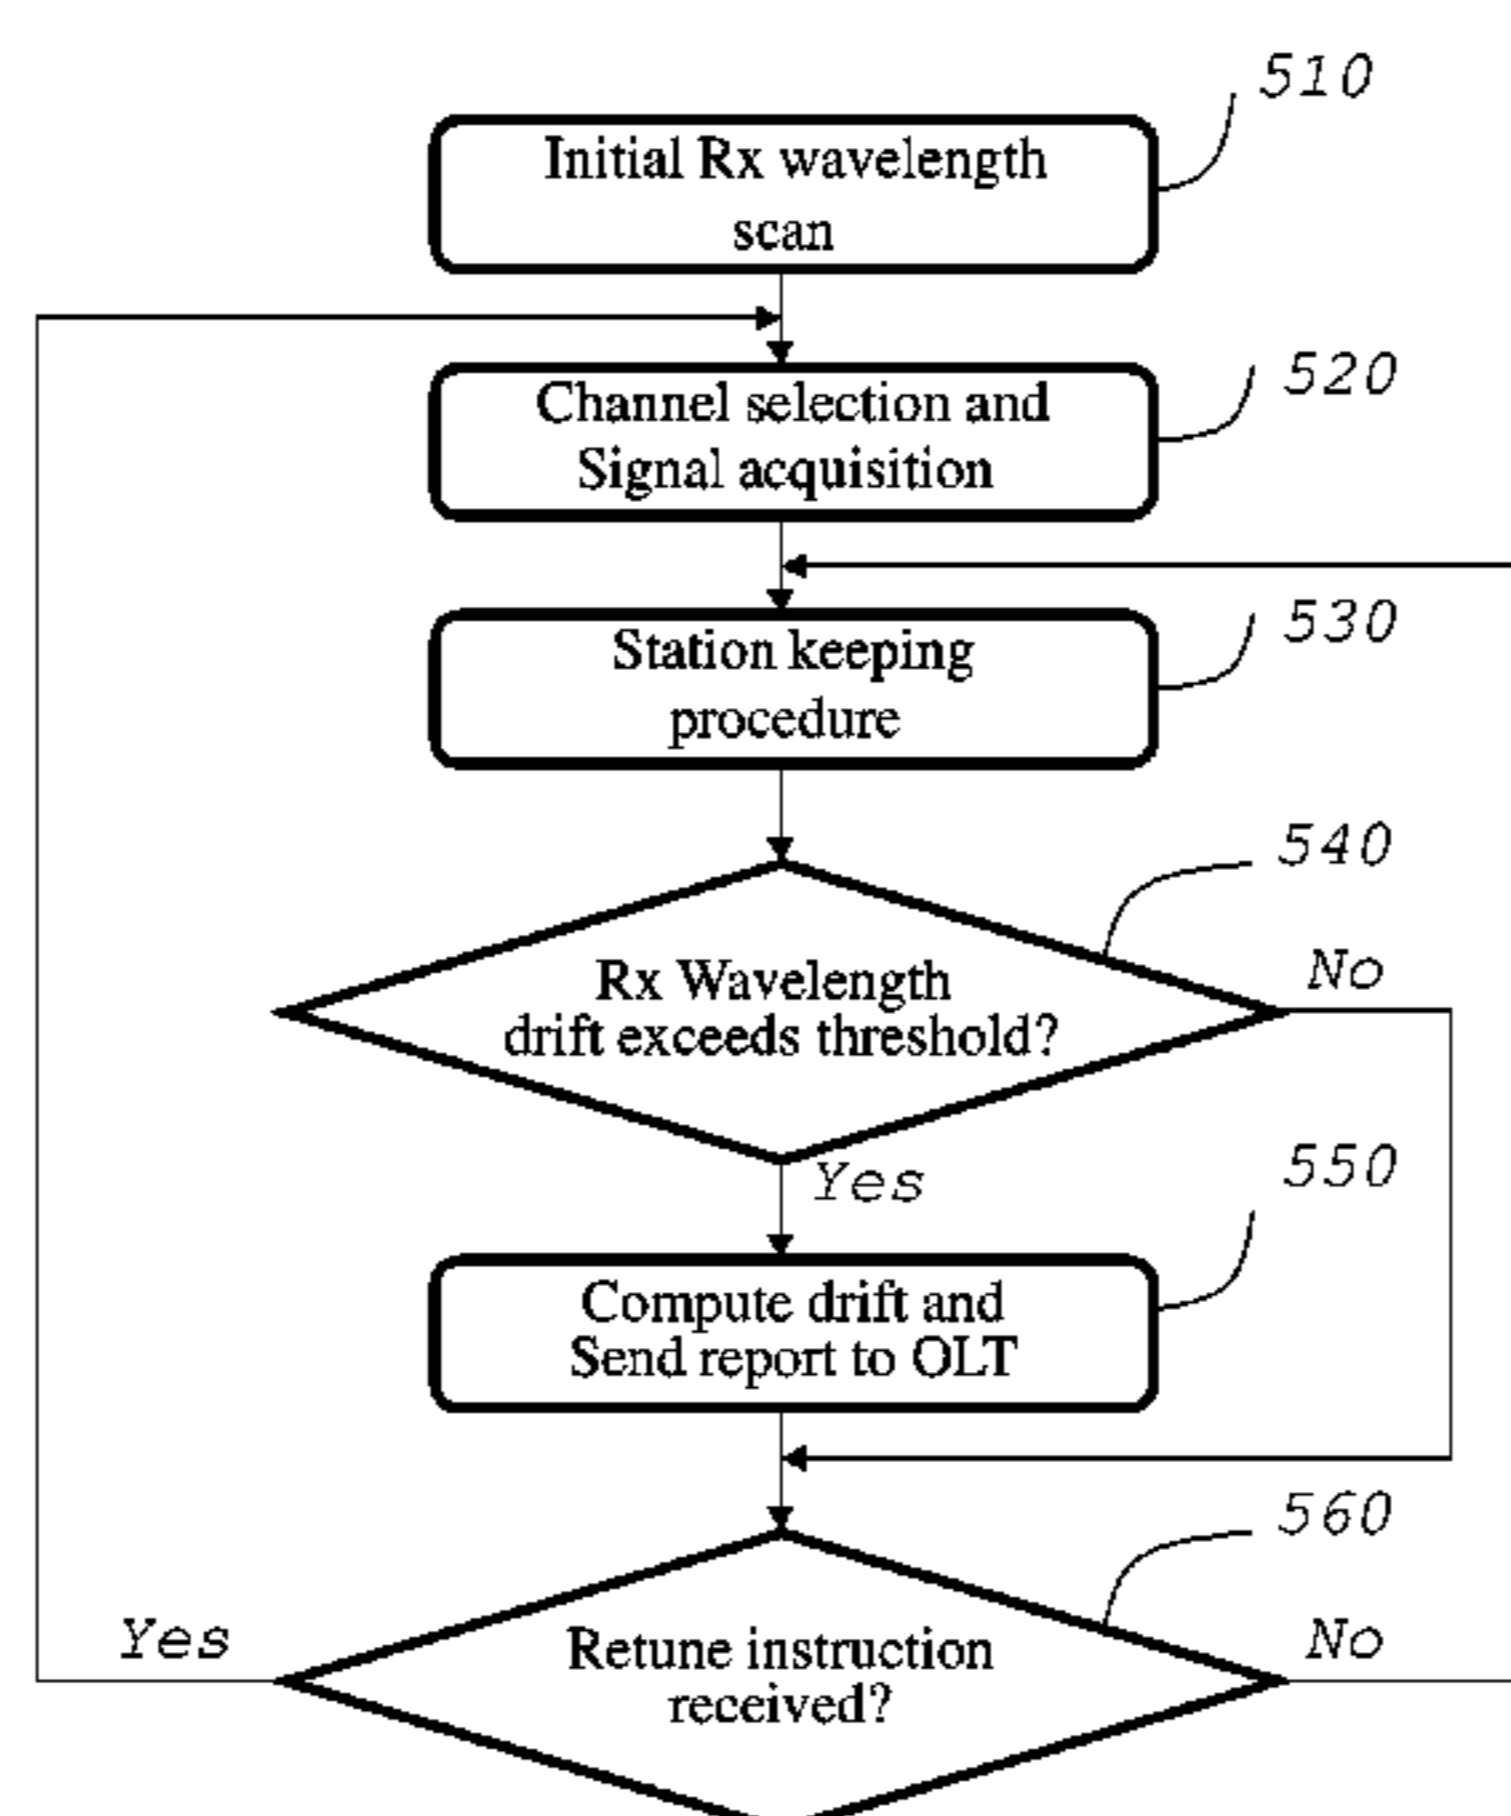 510
Initial Rx wavelength
scan
520
Channel selection and
Signal acquisition
530
Station keeping
procedure
540
No
Rx Wavelength
drift exceeds threshold?
Yes
550
Compute drift and
Send report to OLT
560
Yes
No
Retune instruction
received?